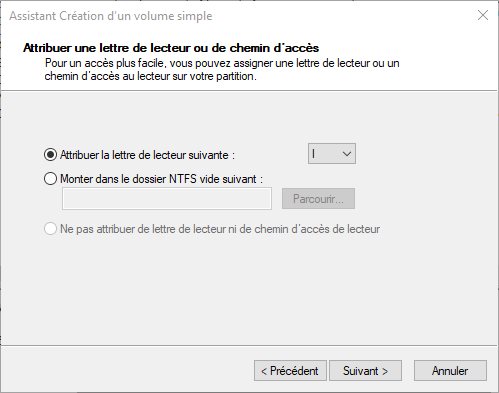 Assistant Création d'un volume simple
Attribuer une lettre de lecteur ou de chemin d'accès
Pour un accès plus facile, vous pouvez assigner une lettre de lecteur ou un
chemin d'accès au lecteur sur votre partition.
Attribuer la lettre de lecteur suivante :
I
Monter dans le dossier NTFS vide suivant :
Parcourir...
Ne pas attribuer de lettre de lecteur ni de chemin d'accès de lecteur
< Précédent Suivant > Annuler